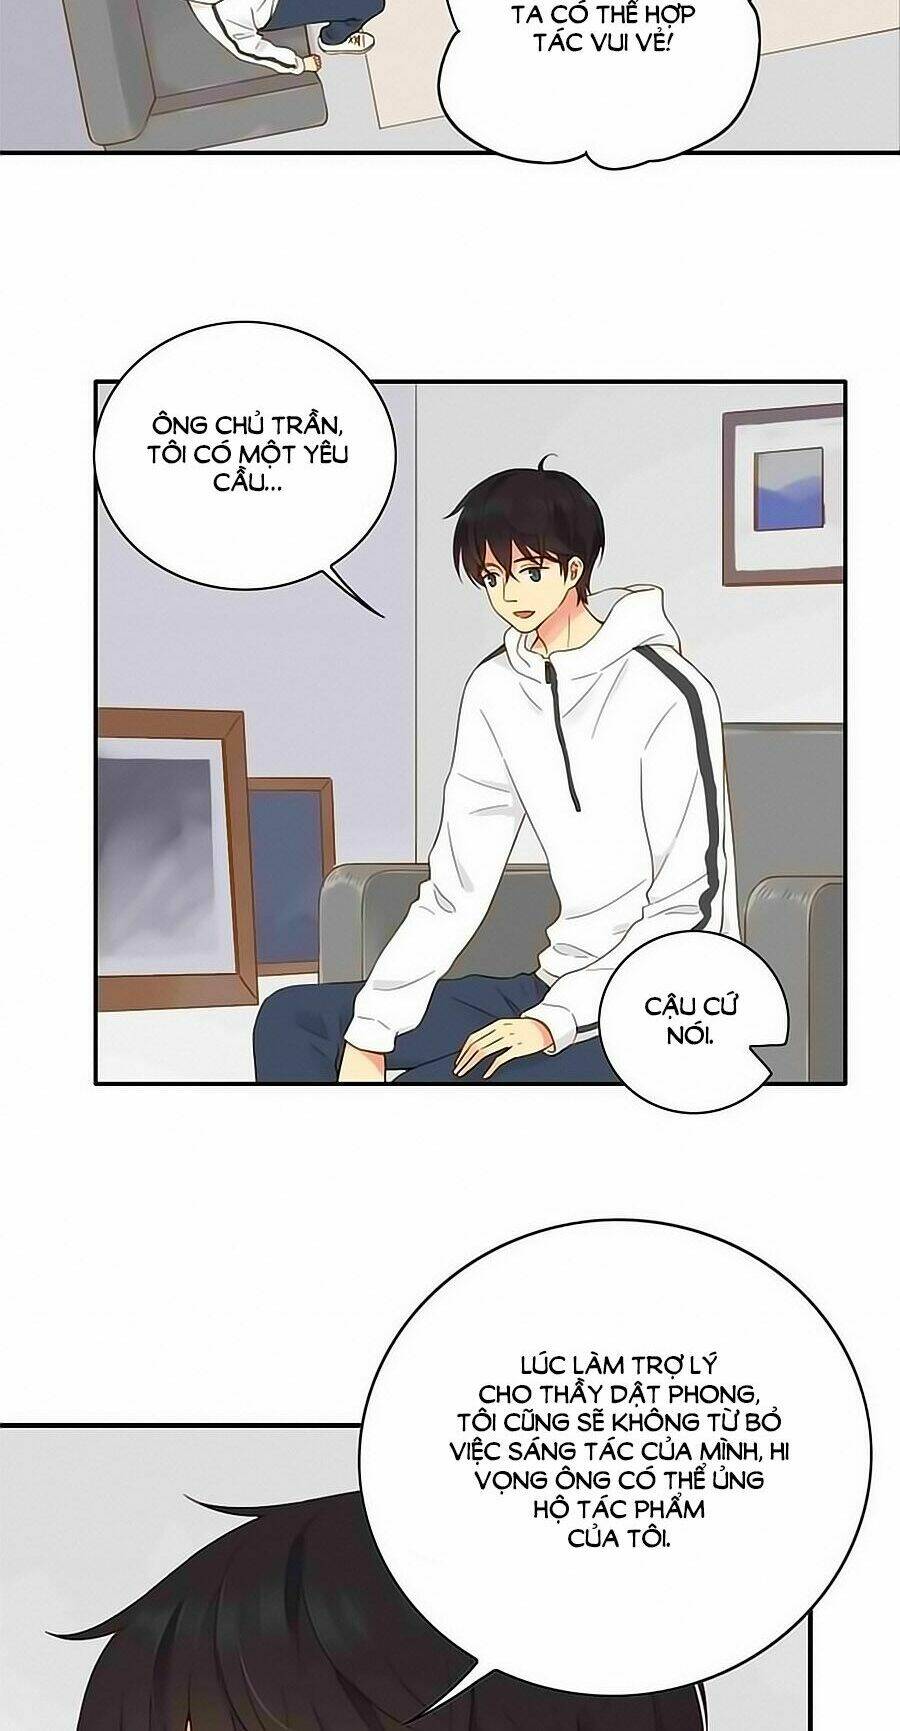 TA CÓ THỂ HỢP
TÁC VUI VẺ!
ÔNG CHỦ TRẦN,
TÔI CÓ MỘT YÊU
CẦU...
CẬU CỨ
NÓI.
LÚC LÀM TRỢ LÝ
CHO THẦY DẬT PHONG,
TÔI CŨNG SẼ KHÔNG TỪ BỎ
VIỆC SÁNG TÁC CỦA MÌNH, HI
VỌNG ÔNG CÓ THỂ ỦNG
HỘ TÁC PHẨM
CỦA TÔI.